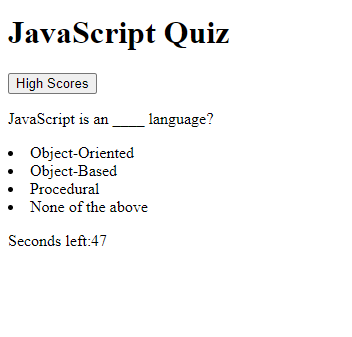 JavaScript Quiz
High Scores
JavaScript is an ____ language?
Object-Oriented
Object-Based
Procedural
None of the above
Seconds left:47